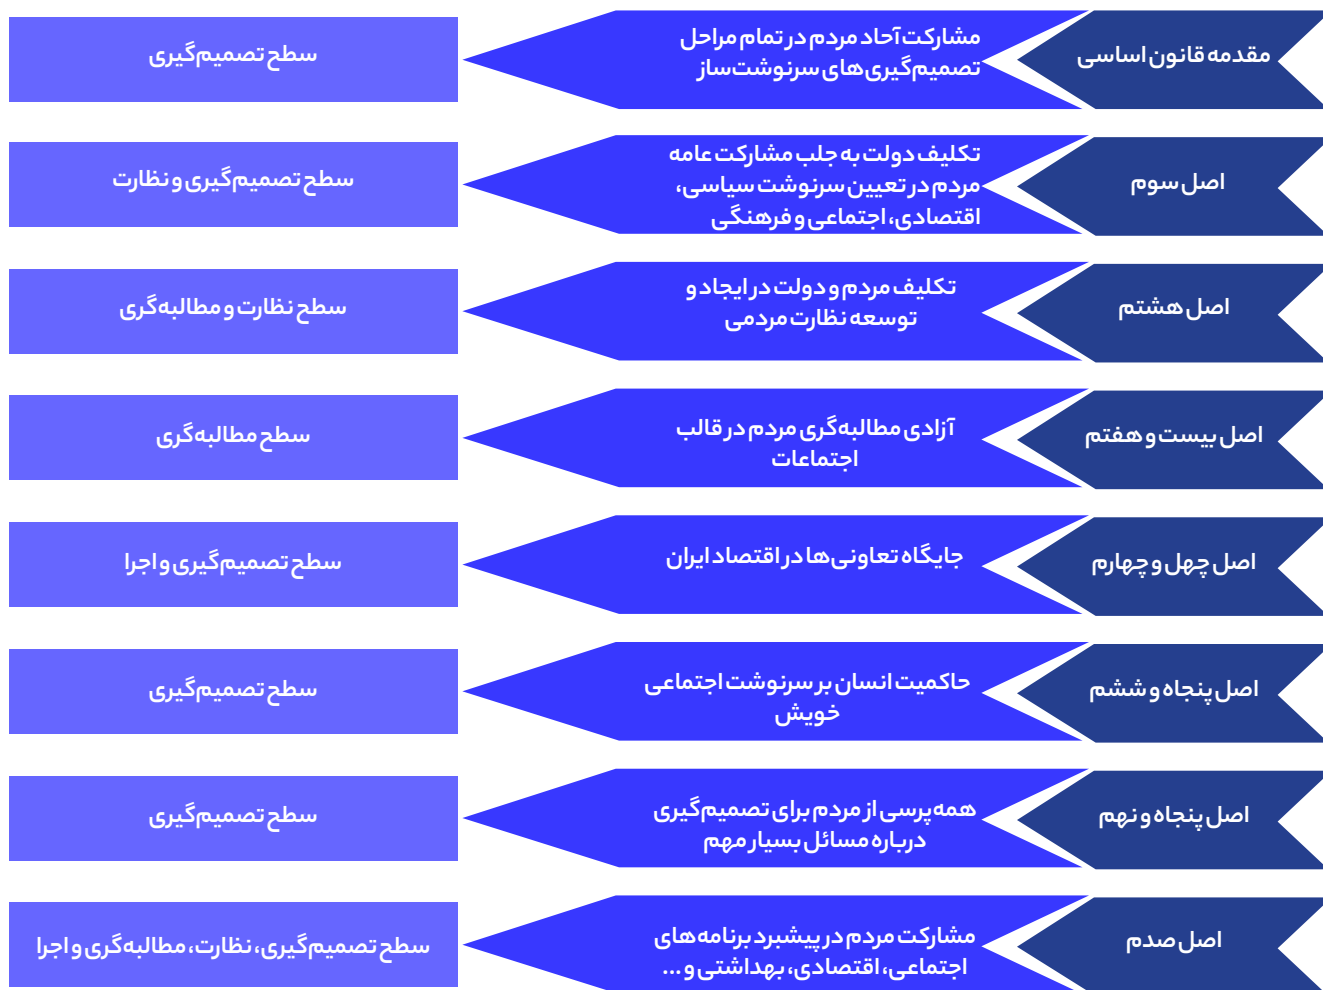 مقدمه قانون اساسی
مشارکت آحاد مردم در تمام مراحل
تصمیم‌گیری‌های سرنوشت‌ساز
سطح تصمیم‌گیری
اصل سوم
تکلیف دولت به جلب مشارکت عامه
مردم در تعیین سرنوشت سیاسی،
اقتصادی، اجتماعی و فرهنگی
سطح تصمیم‌گیری و نظارت
اصل هشتم
تکلیف مردم و دولت در ایجاد و
توسعه نظارت مردمی
سطح نظارت و مطالبه‌گری
اصل بیست و هفتم
آزادی مطالبه‌گری مردم در قالب
اجتماعات
سطح مطالبه‌گری
اصل چهل و چهارم
جایگاه تعاونی‌ها در اقتصاد ایران
سطح تصمیم‌گیری و اجرا
اصل پنجاه و ششم
حاکمیت انسان بر سرنوشت اجتماعی
خویش
سطح تصمیم‌گیری
اصل پنجاه و نهم
همه‌پرسی از مردم برای تصمیم‌گیری
درباره مسائل بسیار مهم
سطح تصمیم‌گیری
اصل صدم
مشارکت مردم در پیشبرد برنامه‌های
اجتماعی، اقتصادی، بهداشتی و ...
سطح تصمیم‌گیری، نظارت، مطالبه‌گری و اجرا